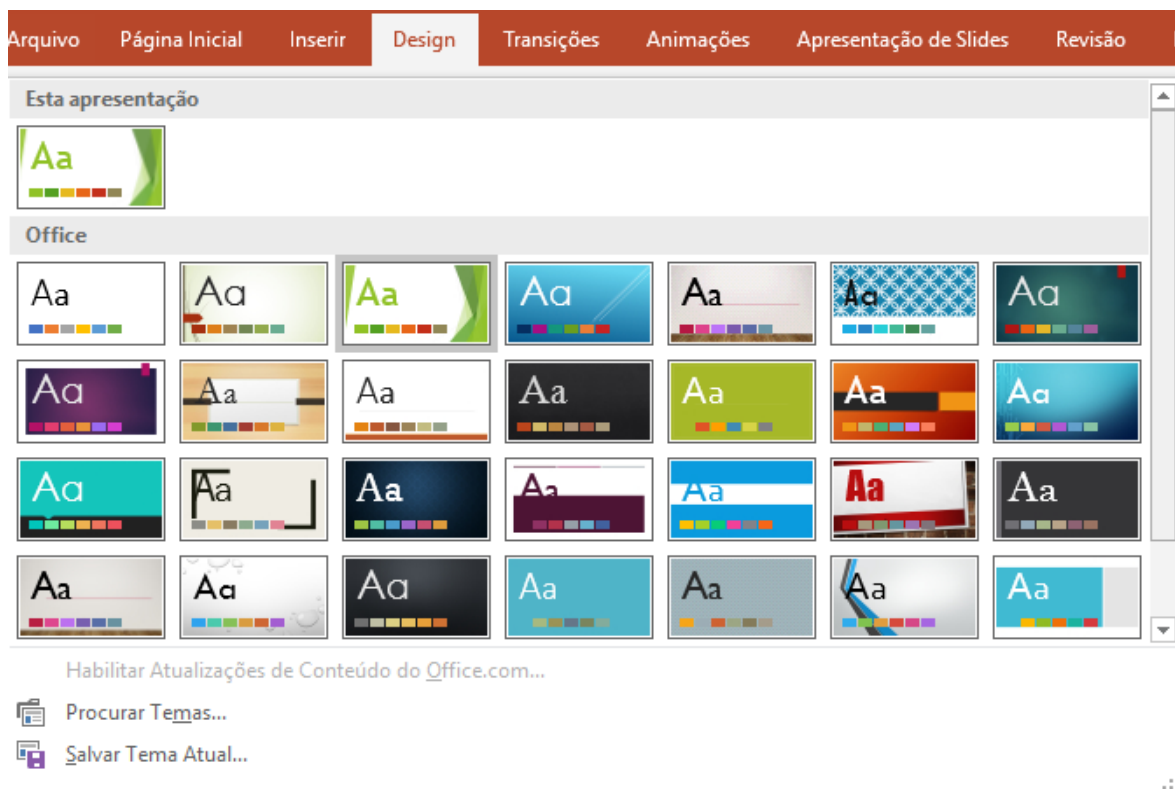 Arquivo Página Inicial Inserir Design Transições Animações Apresentação de Slides Revisão
Esta apresentação
Aa
Office
Aa Aa Aa Aa Aa Aa Aa
Aa Aa Aa Aa Aa Aa Aa
Aa Aa Aa Aa Aa Aa Aa
Aa Aa Aa Aa Aa Aa Aa
Habilitar Atualizações de Conteúdo do Office.com...
Procurar Temas...
Salvar Tema Atual...